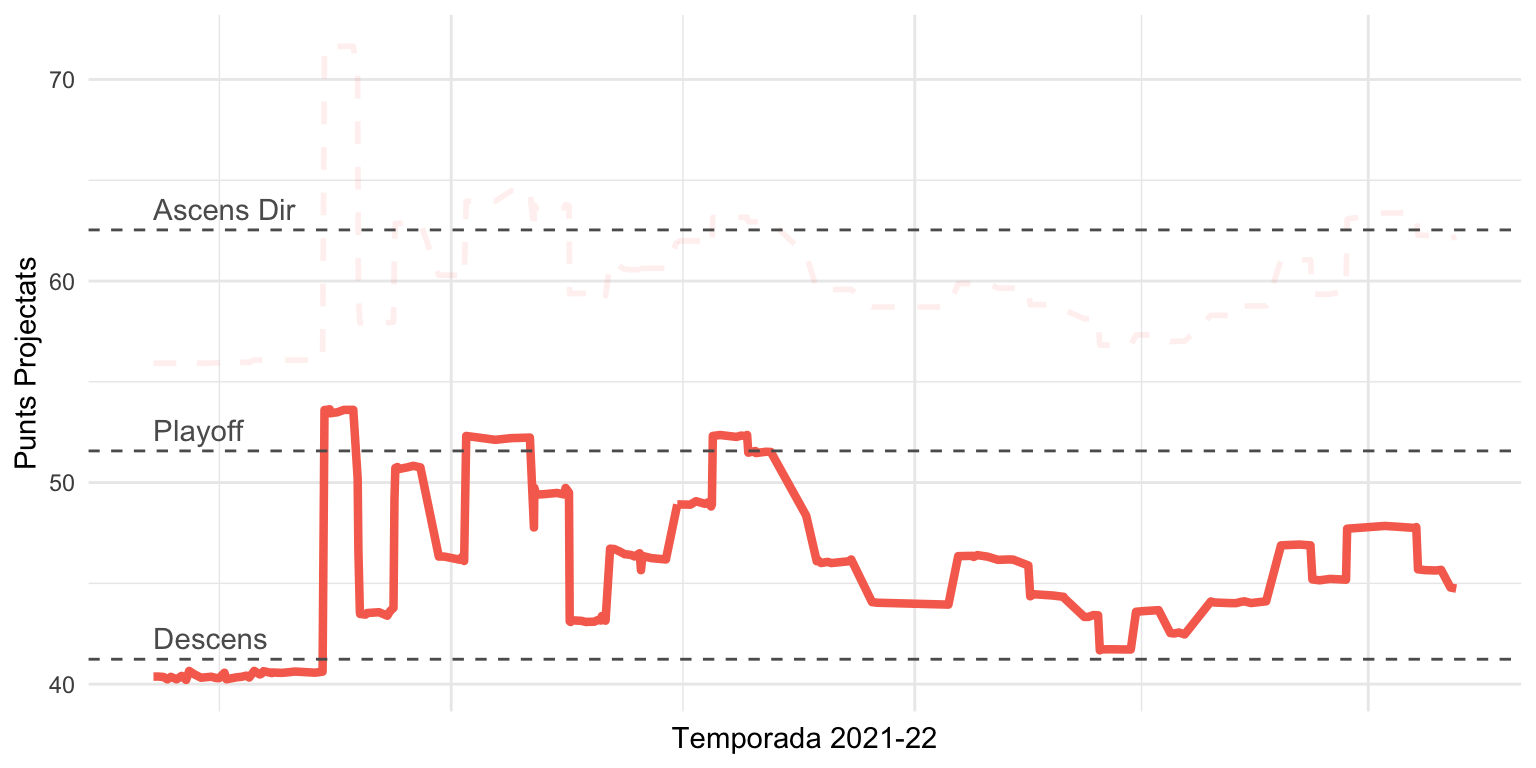 70
Ascens Dir
60
Punts Projectats
Playoff
50
Descens
40
Temporada 2021-22